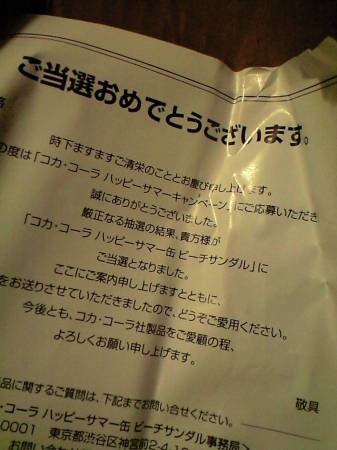 ご当選おめでとうございます。
時下ますますご清栄のこととお慶び申し上げます。
の度は「コカ・コーラ ハッピーサマーキャンペーン」にご応募いただき
誠にありがとうございました。
厳正なる抽選の結果、貴方様が
「コカ・コーラ ハッピーサマー缶 ビーチサンダル」に
ご当選となりました。
ここにご案内申し上げますとともに、
をお送りさせていただきましたので、どうぞご愛用ください。
今後とも、コカ・コーラ社製品をご愛顧の程、
よろしくお願い申し上げます。
敬具
品に関するご質問は、下記までお問い合せください。
・コーラ ハッピーサマー缶 ビーチサンダル事務局>
-0001 東京都渋谷区神宮前2-4-1
お問い合